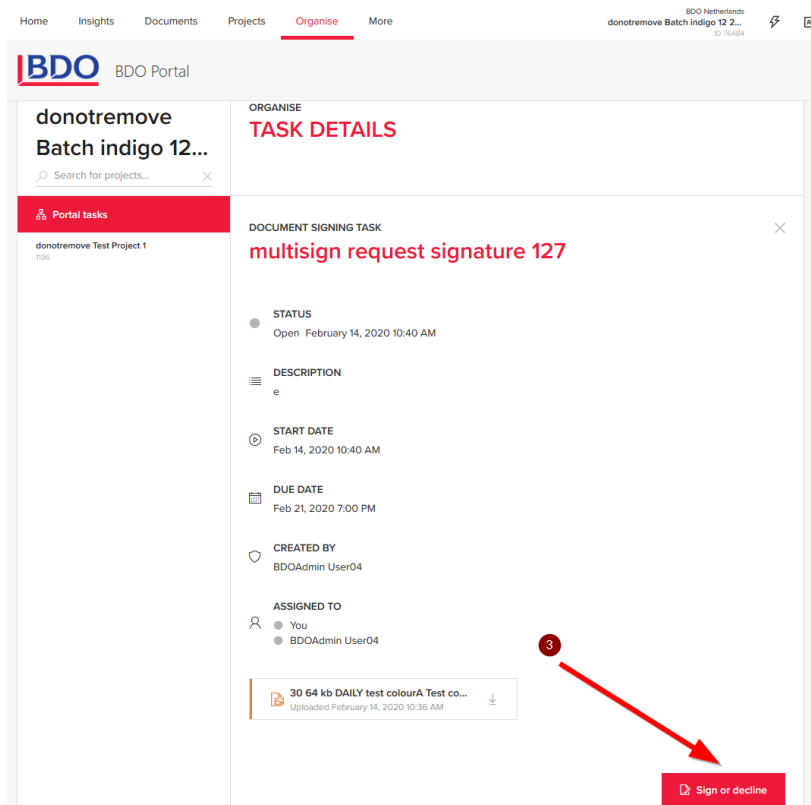 Home Insights Documents Projects Organise More
BDO Netherlands
donotremove Batch indigo 12 2...
ID 76484
BDO BDO Portal
donotremove
Batch indigo 12...
Search for projects...
Portal tasks
donotremove Test Project 1
1136
ORGANISE
TASK DETAILS
DOCUMENT SIGNING TASK
multisign request signature 127
STATUS
Open February 14, 2020 10:40 AM
DESCRIPTION
e
START DATE
Feb 14, 2020 10:40 AM
DUE DATE
Feb 21, 2020 7:00 PM
CREATED BY
BDOAdmin User04
ASSIGNED TO
You
BDOAdmin User04
3
30 64 kb DAILY test colourA Test co...
Uploaded February 14, 2020 10:36 AM
Sign or decline